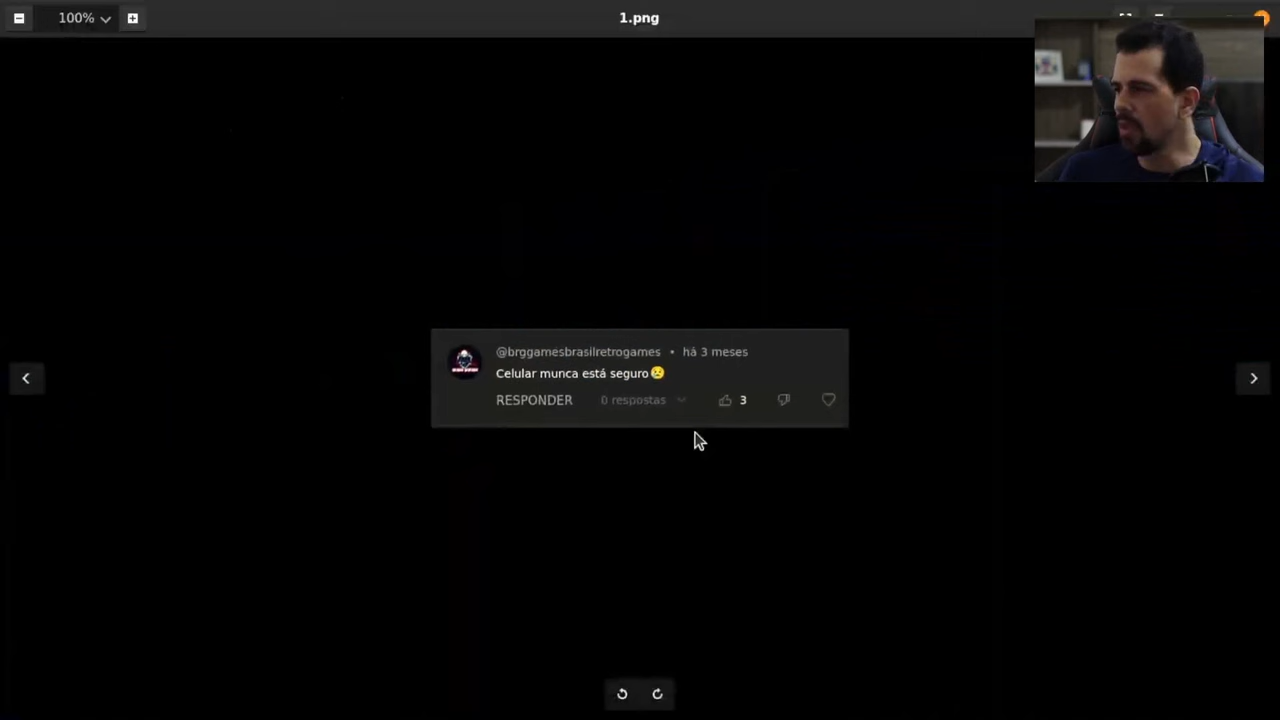 100%
1.png
@brggamesbrasilretrogames • há 3 meses
Celular munca está seguro😢
RESPONDER 0 respostas 3